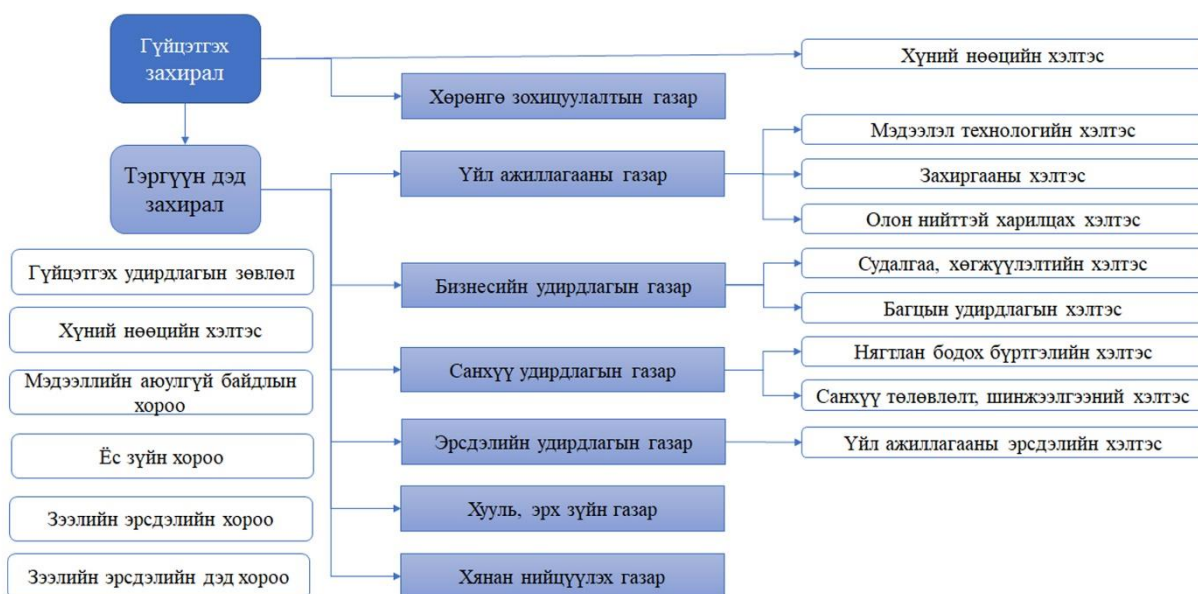 Гүйцэтгэх
захирал
Хүний нөөцийн хэлтэс
Хөрөнгө зохицуулалтын газар
Тэргүүн дэд
захирал
Үйл ажиллагааны газар
Мэдээлэл технологийн хэлтэс
Захиргааны хэлтэс
Олон нийттэй харилцах хэлтэс
Гүйцэтгэх удирдлагын зөвлөл
Бизнесийн удирдлагын газар
Судалгаа, хөгжүүлэлтийн хэлтэс
Багцын удирдлагын хэлтэс
Хүний нөөцийн хэлтэс
Санхүү удирдлагын газар
Нягтлан бодох бүртгэлийн хэлтэс
Санхүү төлөвлөлт, шинжээлгээний хэлтэс
Мэдээллийн аюулгүй байдлын
хороо
Эрсдэлийн удирдлагын газар
Үйл ажиллагааны эрсдэлийн хэлтэс
Ёс зүйн хороо
Хууль, эрх зүйн газар
Зээлийн эрсдэлийн хороо
Хянан нийцүүлэх газар
Зээлийн эрсдэлийн дэд хороо